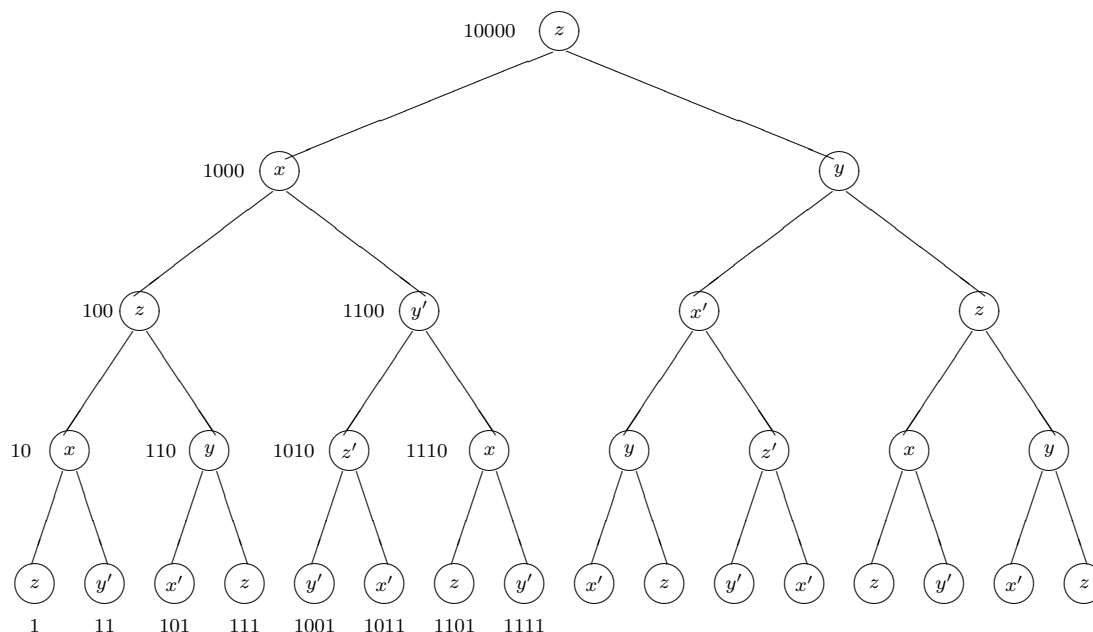 10000 z
1000 x y
100 z 1100 y′ x′ z
10 x 110 y 1010 z′ 1110 x y z′ x y
z y′ x′ z y′ x′ z y′ x′ z y′ x′ z y′ x′ z
1 11 101 111 1001 1011 1101 1111